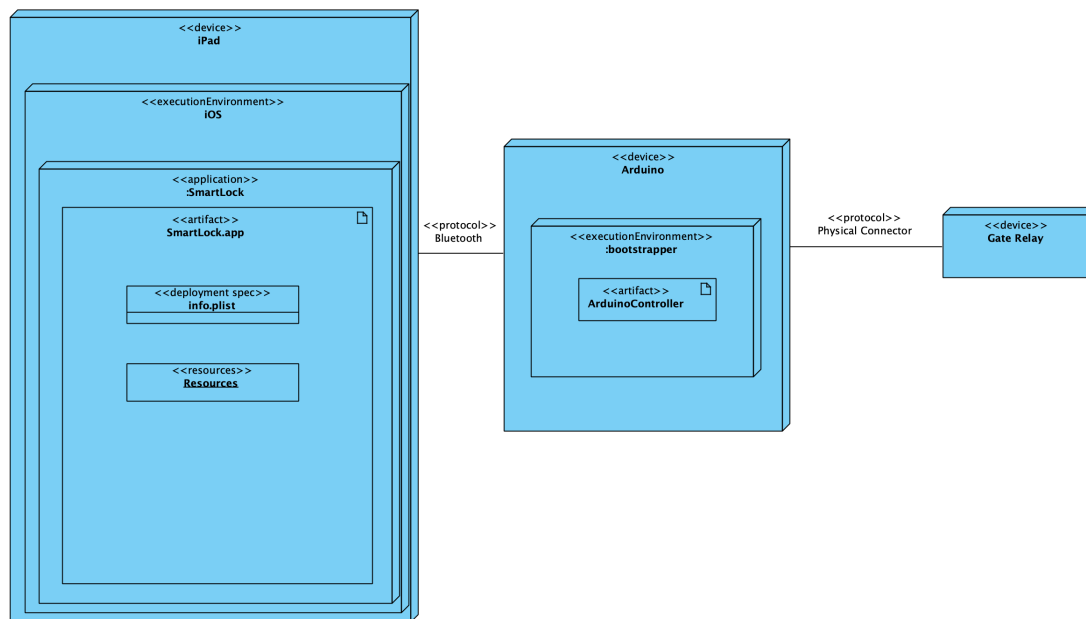 <<device>>
iPad
<<executionEnvironment>>
iOS
<<application>>
:SmartLock
<<artifact>>
SmartLock.app
<<deployment spec>>
info.plist
<<resources>>
Resources
<<protocol>>
Bluetooth
<<device>>
Arduino
<<executionEnvironment>>
:bootstrapper
<<artifact>>
ArduinoController
<<protocol>>
Physical Connector
<<device>>
Gate Relay